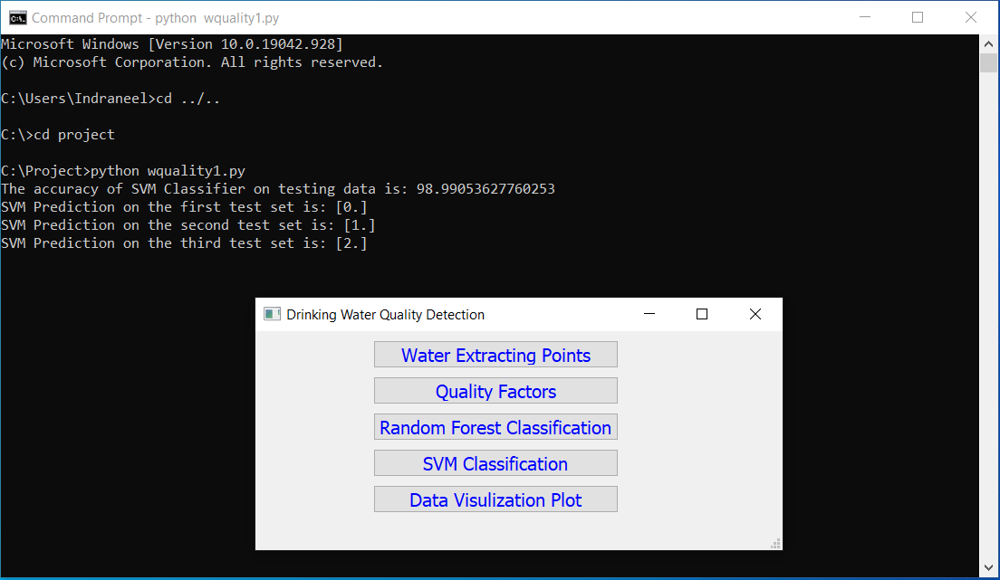 Command Prompt - python  wquality1.py
Microsoft Windows [Version 10.0.19042.928]
(c) Microsoft Corporation. All rights reserved.
C:\Users\Indraneel>cd ../..
C:\>cd project
C:\Project>python wquality1.py
The accuracy of SVM Classifier on testing data is: 98.99053627760253
SVM Prediction on the first test set is: [0.]
SVM Prediction on the second test set is: [1.]
SVM Prediction on the third test set is: [2.]
Drinking Water Quality Detection
Water Extracting Points
Quality Factors
Random Forest Classification
SVM Classification
Data Visulization Plot